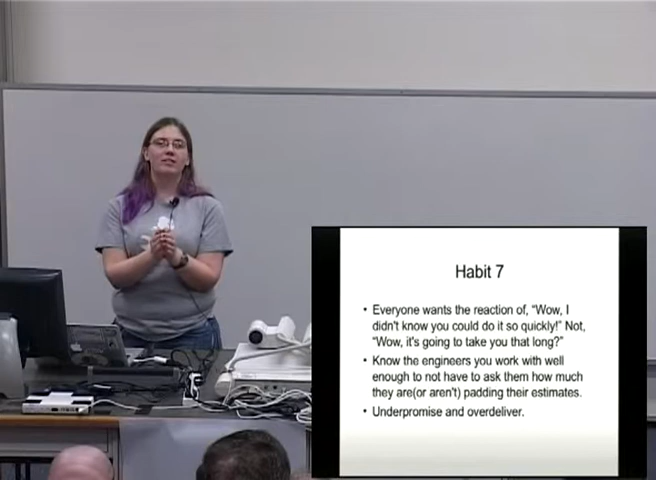 Habit 7
• Everyone wants the reaction of, "Wow, I
didn't know you could do it so quickly!" Not,
"Wow, it's going to take you that long?"
• Know the engineers you work with well
enough to not have to ask them how much
they are(or aren't) padding their estimates.
• Underpromise and overdeliver.